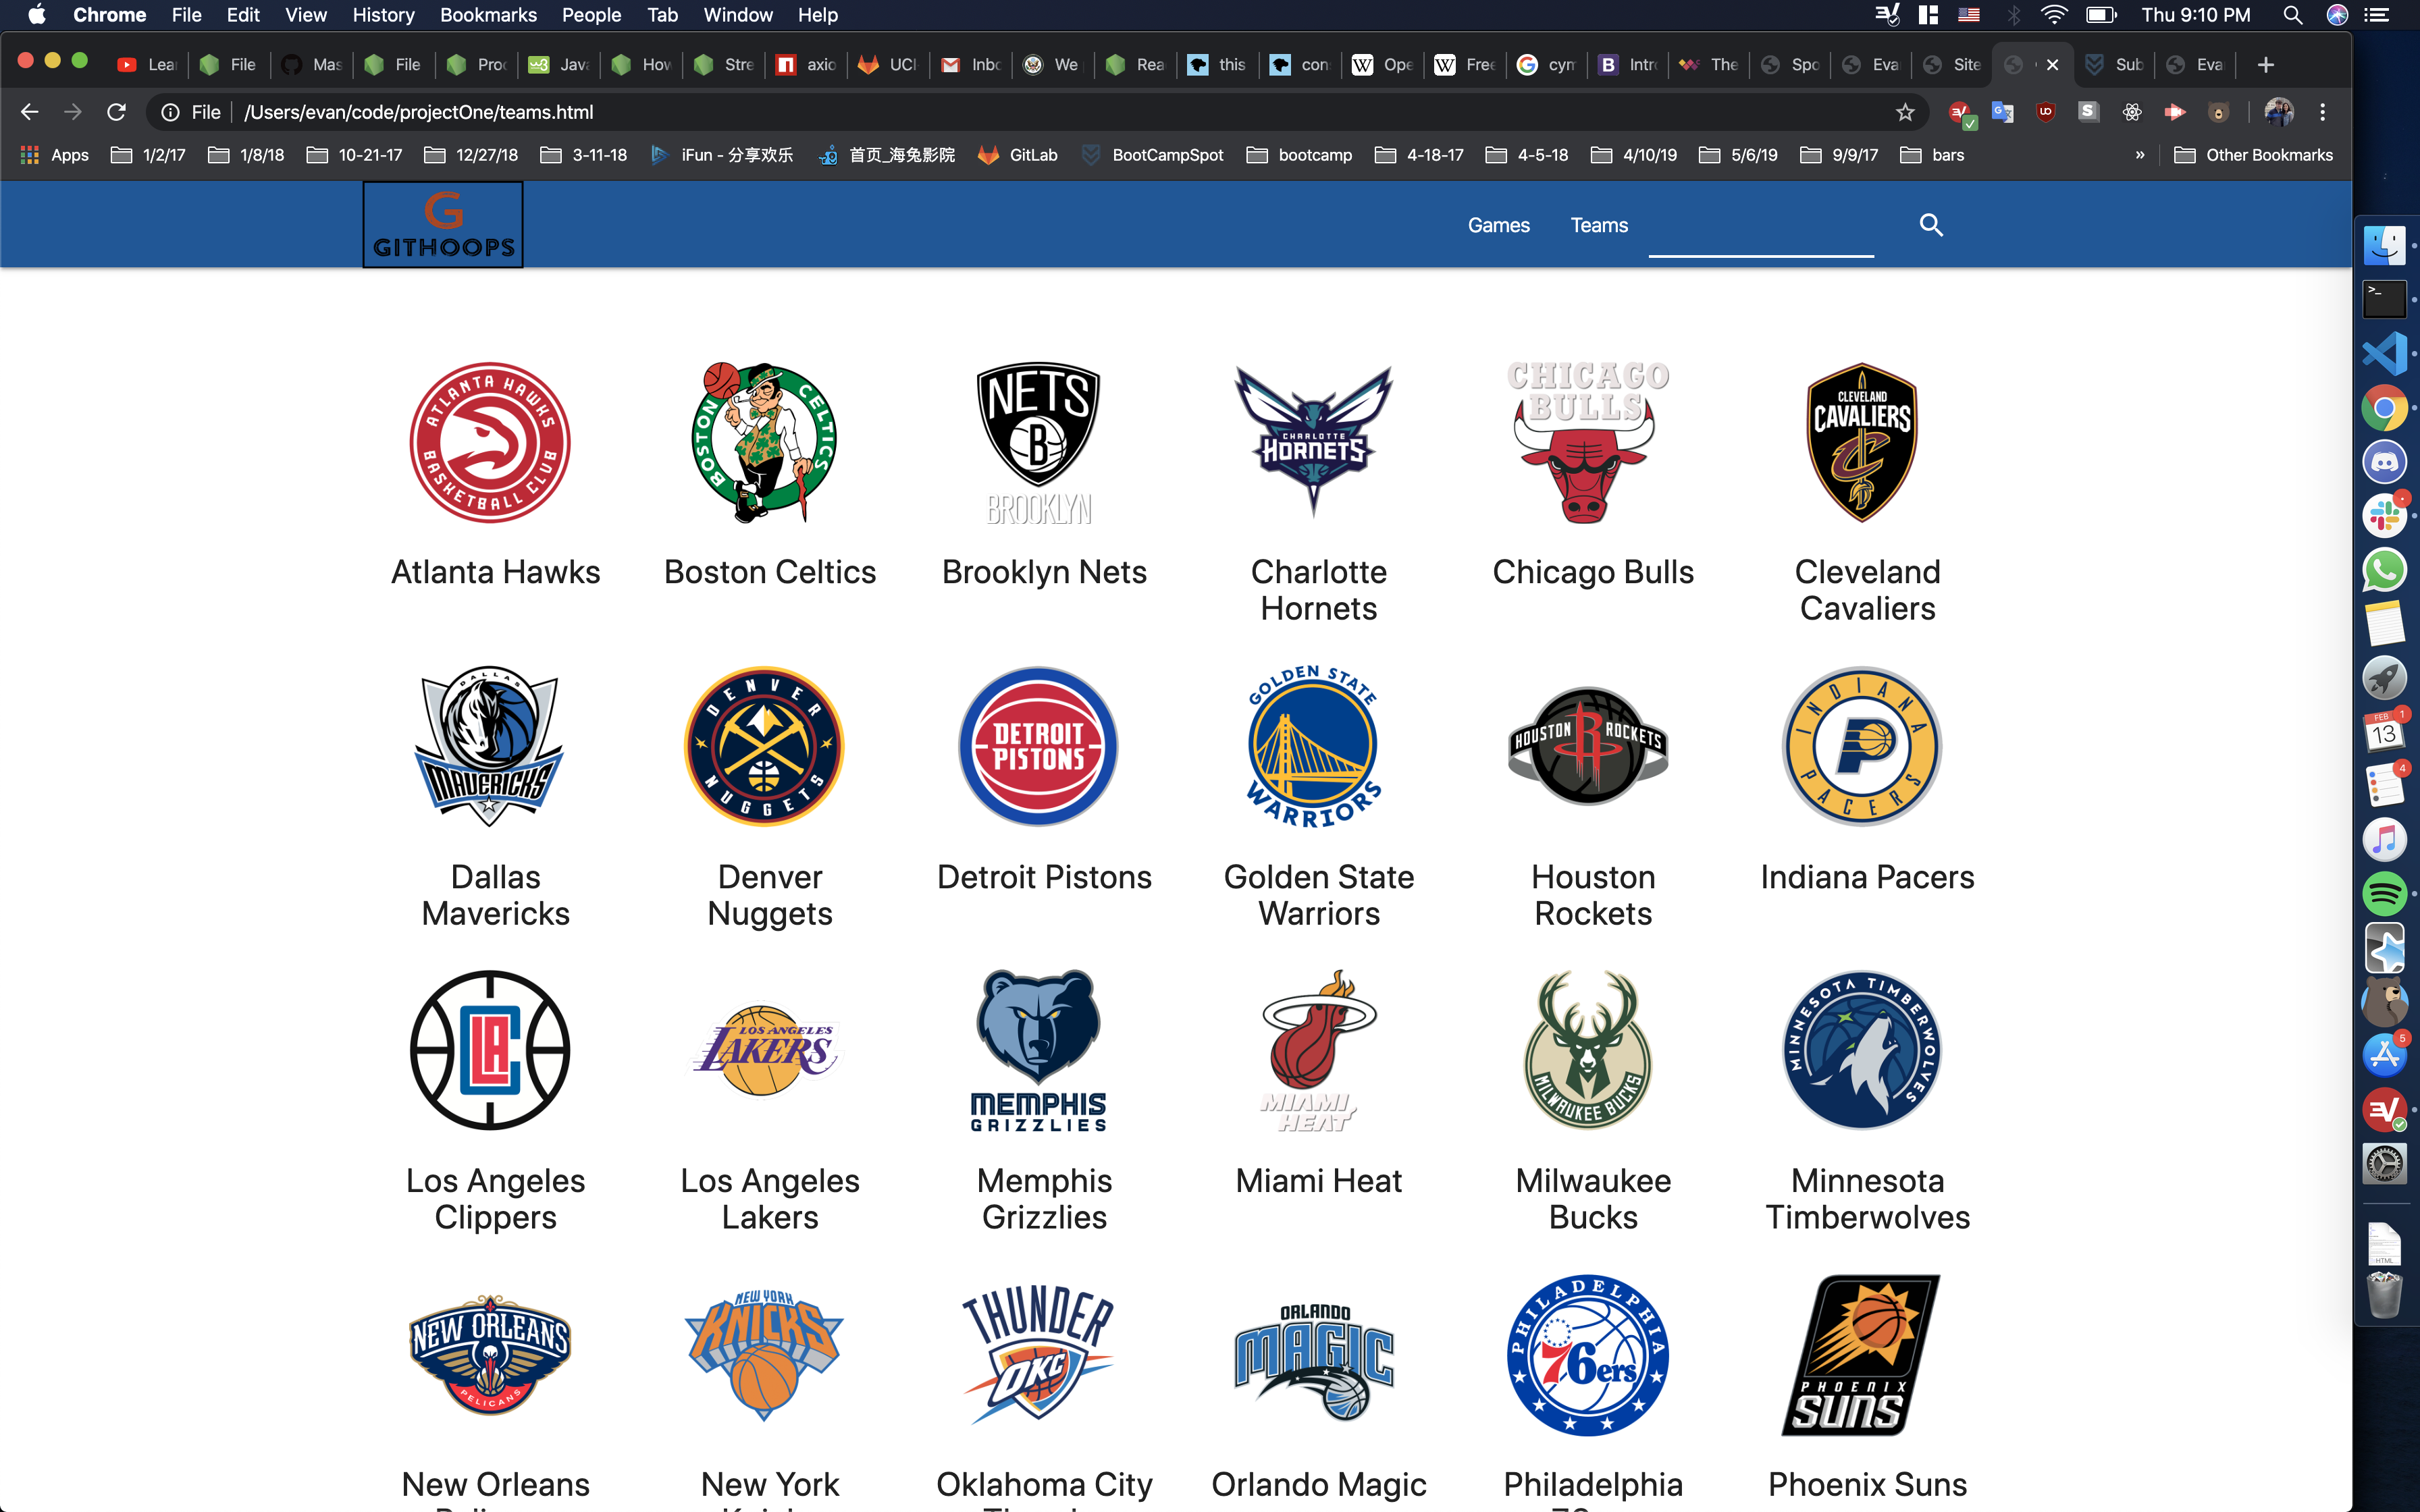 Chrome File Edit View History Bookmarks People Tab Window Help Thu 9:10 PM
Lea File Mas File Pro Java How Stre axio UCI Inbo We Rea this con Ope Free cym Intro The Spo Eva Site Sub Eva
File /Users/evan/code/projectOne/teams.html
Apps 1/2/17 1/8/18 10-21-17 12/27/18 3-11-18 iFun - 分享欢乐 首页_海兔影院 GitLab BootCampSpot bootcamp 4-18-17 4-5-18 4/10/19 5/6/19 9/9/17 bars » Other Bookmarks
G
GITHOOPS
Games Teams
ATLANTA HAWKS
BASKETBALL CLUB
BOSTON CELTICS
NETS
B
BROOKLYN
CHARLOTTE
HORNETS
CHICAGO
BULLS
CLEVELAND
CAVALIERS
C
Atlanta Hawks
Boston Celtics
Brooklyn Nets
Charlotte
Hornets
Chicago Bulls
Cleveland
Cavaliers
DALLAS
MAVERICKS
DENVER
NUGGETS
DETROIT
PISTONS
GOLDEN STATE
WARRIORS
HOUSTON R ROCKETS
INDIANA
P
PACERS
Dallas
Mavericks
Denver
Nuggets
Detroit Pistons
Golden State
Warriors
Houston
Rockets
Indiana Pacers
LA
LOS ANGELES
LAKERS
MEMPHIS
GRIZZLIES
MIAMI
HEAT
MILWAUKEE BUCKS
MINNESOTA TIMBERWOLVES
Los Angeles
Clippers
Los Angeles
Lakers
Memphis
Grizzlies
Miami Heat
Milwaukee
Bucks
Minnesota
Timberwolves
NEW ORLEANS
PELICANS
NEW YORK
KNICKS
THUNDER
OKC
ORLANDO
MAGIC
PHILADELPHIA
76ers
PHOENIX
SUNS
New Orleans
New York
Oklahoma City
Orlando Magic
Philadelphia
Phoenix Suns
FEB
13
1
4
5
HTML